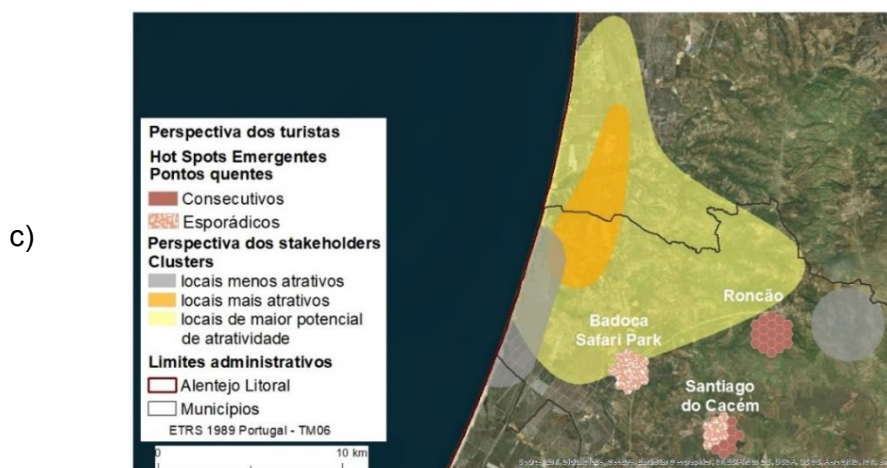 c)
Perspectiva dos turistas
Hot Spots Emergentes
Pontos quentes
Consecutivos
Esporádicos
Perspectiva dos stakeholders
Clusters
locais menos atrativos
locais mais atrativos
locais de maior potencial
de atratividade
Limites administrativos
Alentejo Litoral
Municípios
ETRS 1989 Portugal - TM06
0 10 km
Roncão
Badoca
Safari Park
Santiago
do Cacém